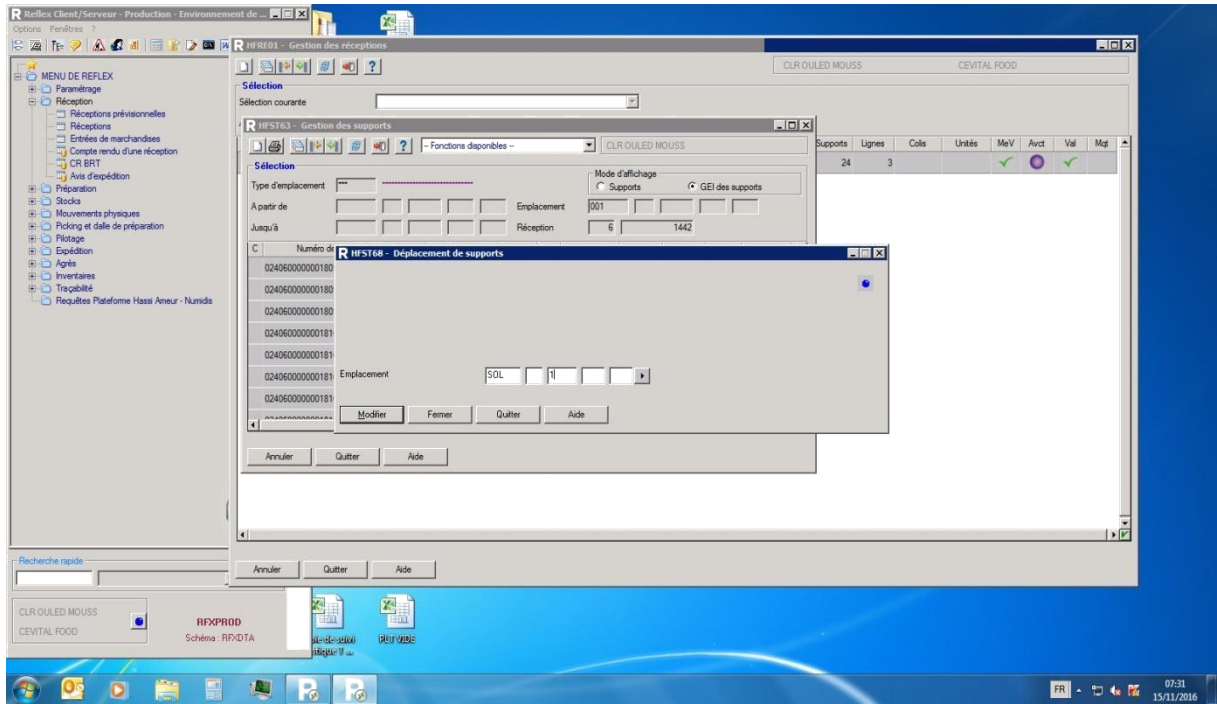 Reflex Client/Serveur - Production - Environnement de ...
Options Fenêtres ?
MENU DE REFLEX
Paramétrage
Réception
Réceptions prévisionnelles
Réceptions
Entrées de marchandises
Compte rendu d'une réception
CR BRT
Avis d'expédition
Préparation
Stocks
Mouvements physiques
Picking et dalle de préparation
Pilotage
Expédition
Agrès
Inventaires
Traçabilité
Requêtes Plateforme Hassi Ameur - Numidis
Recherche rapide
CLR OULED MOUSS
CEVITAL FOOD
RFXPROD
Schéma : RFXDTA
HFRE01 - Gestion des réceptions
CLR OULED MOUSS CEVITAL FOOD
Sélection
Sélection courante
Supports Lignes Colis Unités MeV Avct Val Mqt
24 3
HFST63 - Gestion des supports
- Fonctions disponibles --
CLR OULED MOUSS
Sélection
Type d'emplacement ***
Mode d'affichage
Supports GEI des supports
A partir de Emplacement 001
Jusqu'à Réception 6 1442
C Numéro de
HFST68 - Déplacement de supports
Emplacement SOL 1
Modifier Fermer Quitter Aide
Annuler Quitter Aide
Annuler Quitter Aide
PLIT VIDE
FR
07:31
15/11/2016